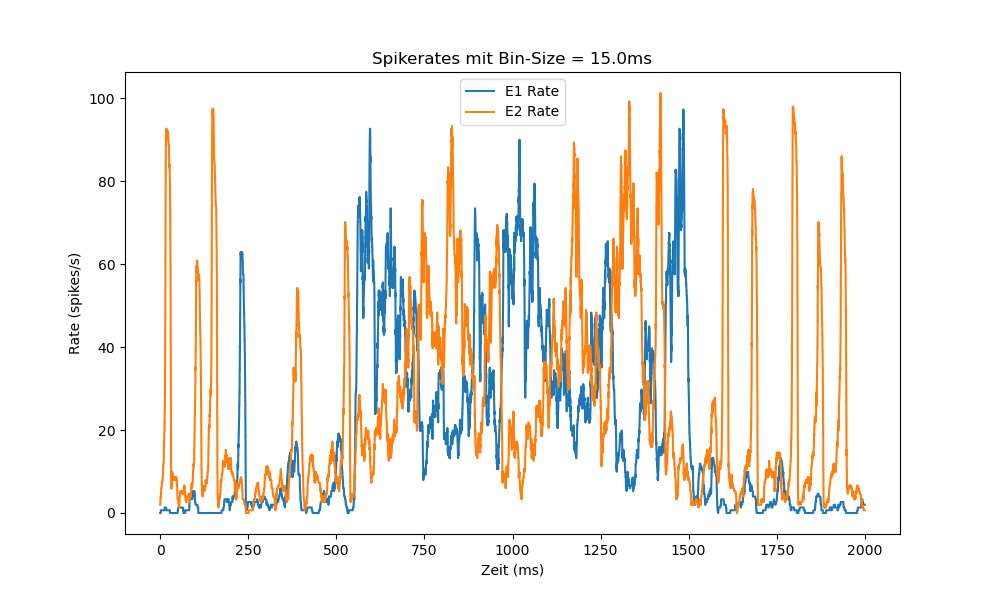 Spikerates mit Bin-Size = 15.0ms
E1 Rate
E2 Rate
Rate (spikes/s)
100
80
60
40
20
0
0 250 500 750 1000 1250 1500 1750 2000
Zeit (ms)